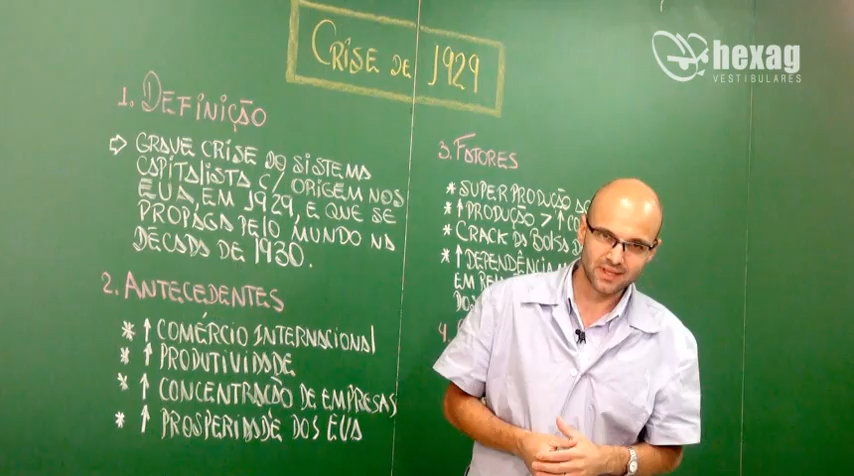 CRISE DE 1929
hexag
VESTIBULARES
1. DEFINIÇÃO
⇨ GRAVE CRISE DO SISTEMA
CAPITALISTA C/ ORIGEM NOS
EUA, EM 1929, E QUE SE
PROPAGA PELO MUNDO NA
DÉCADA DE 1930.
2. ANTECEDENTES
* ↑ COMÉRCIO INTERNACIONAL
* ↑ PRODUTIVIDADE
* ↑ CONCENTRAÇÃO DE EMPRESAS
* ↑ PROSPERIDADE DOS EUA
3. FATORES
* SUPERPRODUÇÃO
* ↑ PRODUÇÃO > ↑
* CRACK DA BOLSA
* ↑ DEPENDÊNCIA
EM
4.